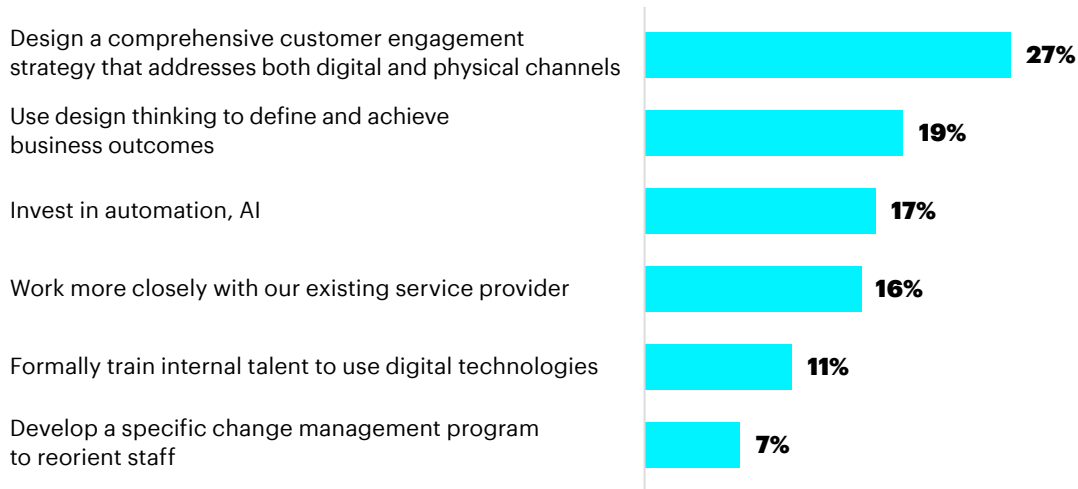 Design a comprehensive customer engagement
strategy that addresses both digital and physical channels
27%
Use design thinking to define and achieve
business outcomes
19%
Invest in automation, AI
17%
Work more closely with our existing service provider
16%
Formally train internal talent to use digital technologies
11%
Develop a specific change management program
to reorient staff
7%